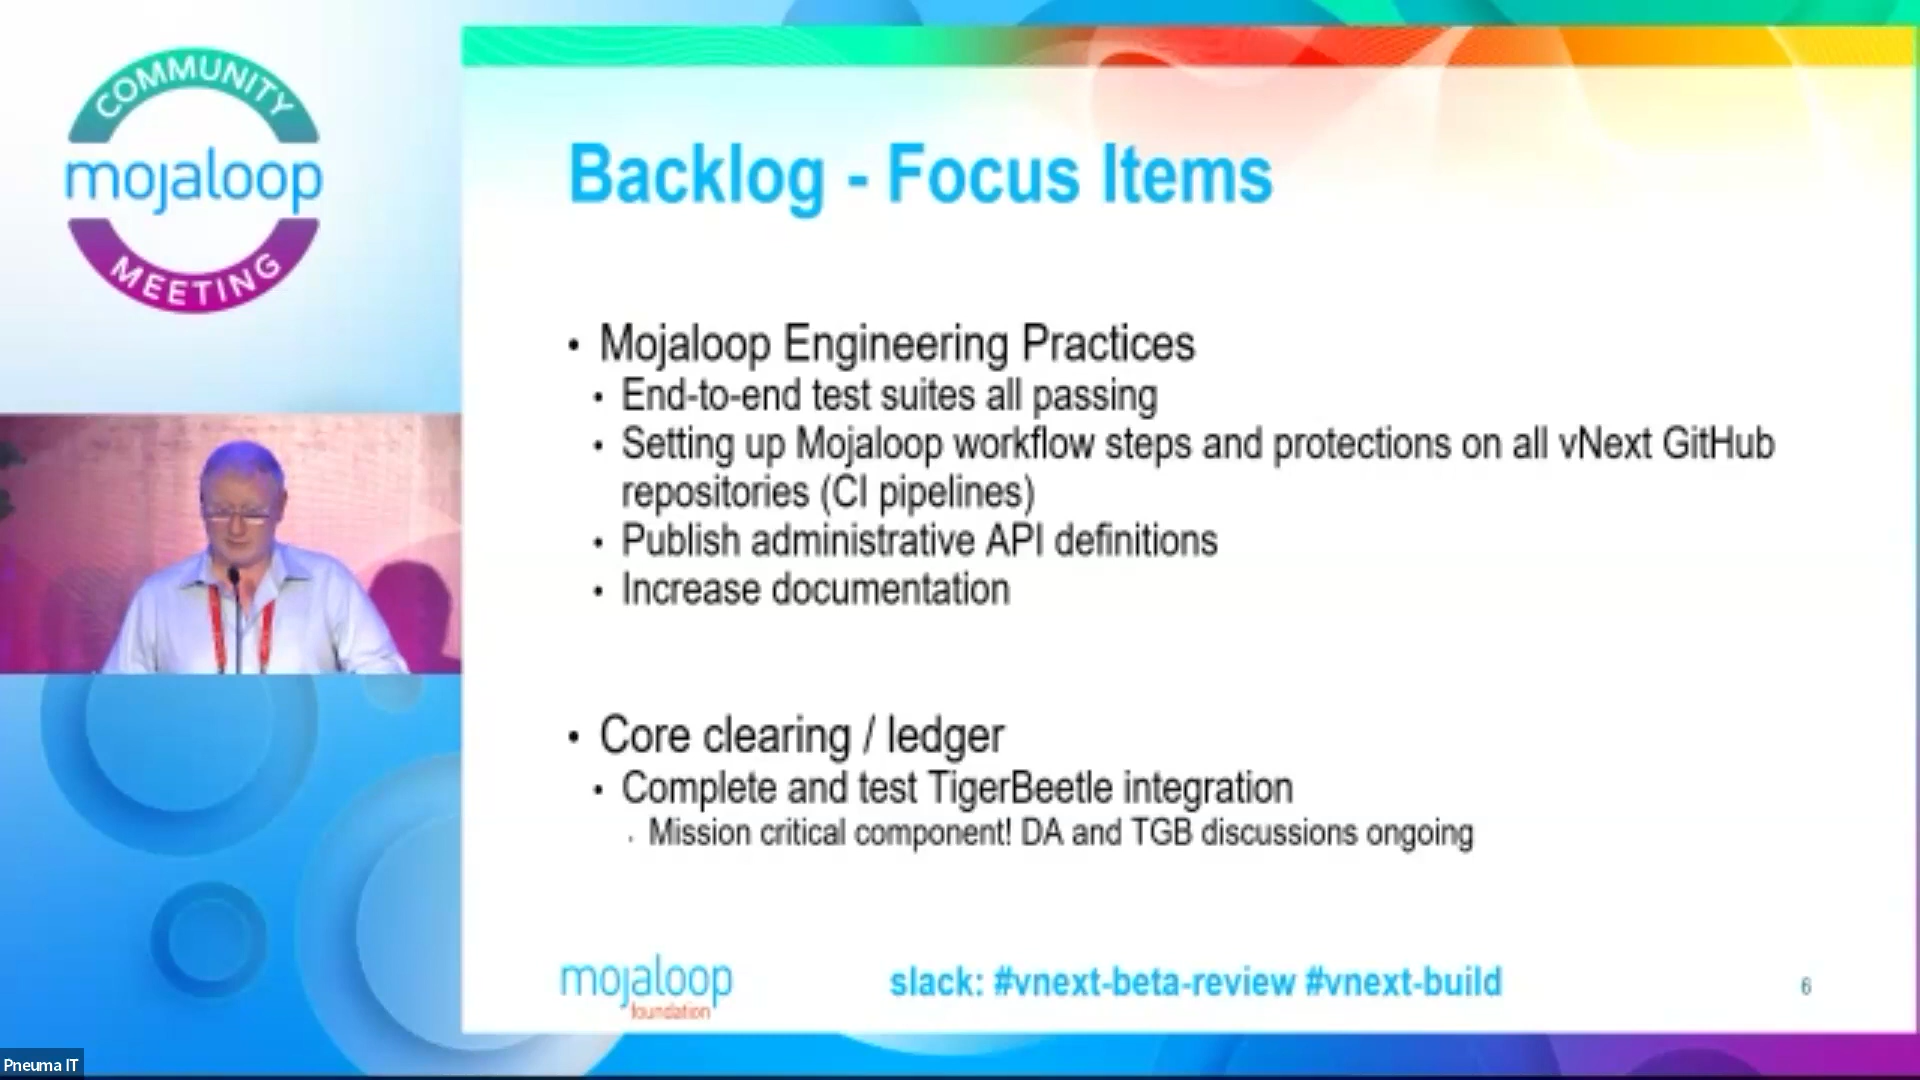 COMMUNITY
mojaloop
MEETING
Backlog - Focus Items
• Mojaloop Engineering Practices
• End-to-end test suites all passing
• Setting up Mojaloop workflow steps and protections on all vNext GitHub
repositories (CI pipelines)
• Publish administrative API definitions
• Increase documentation
• Core clearing / ledger
• Complete and test TigerBeetle integration
• Mission critical component! DA and TGB discussions ongoing
mojaloop
foundation
slack: #vnext-beta-review #vnext-build
6
Pneuma IT